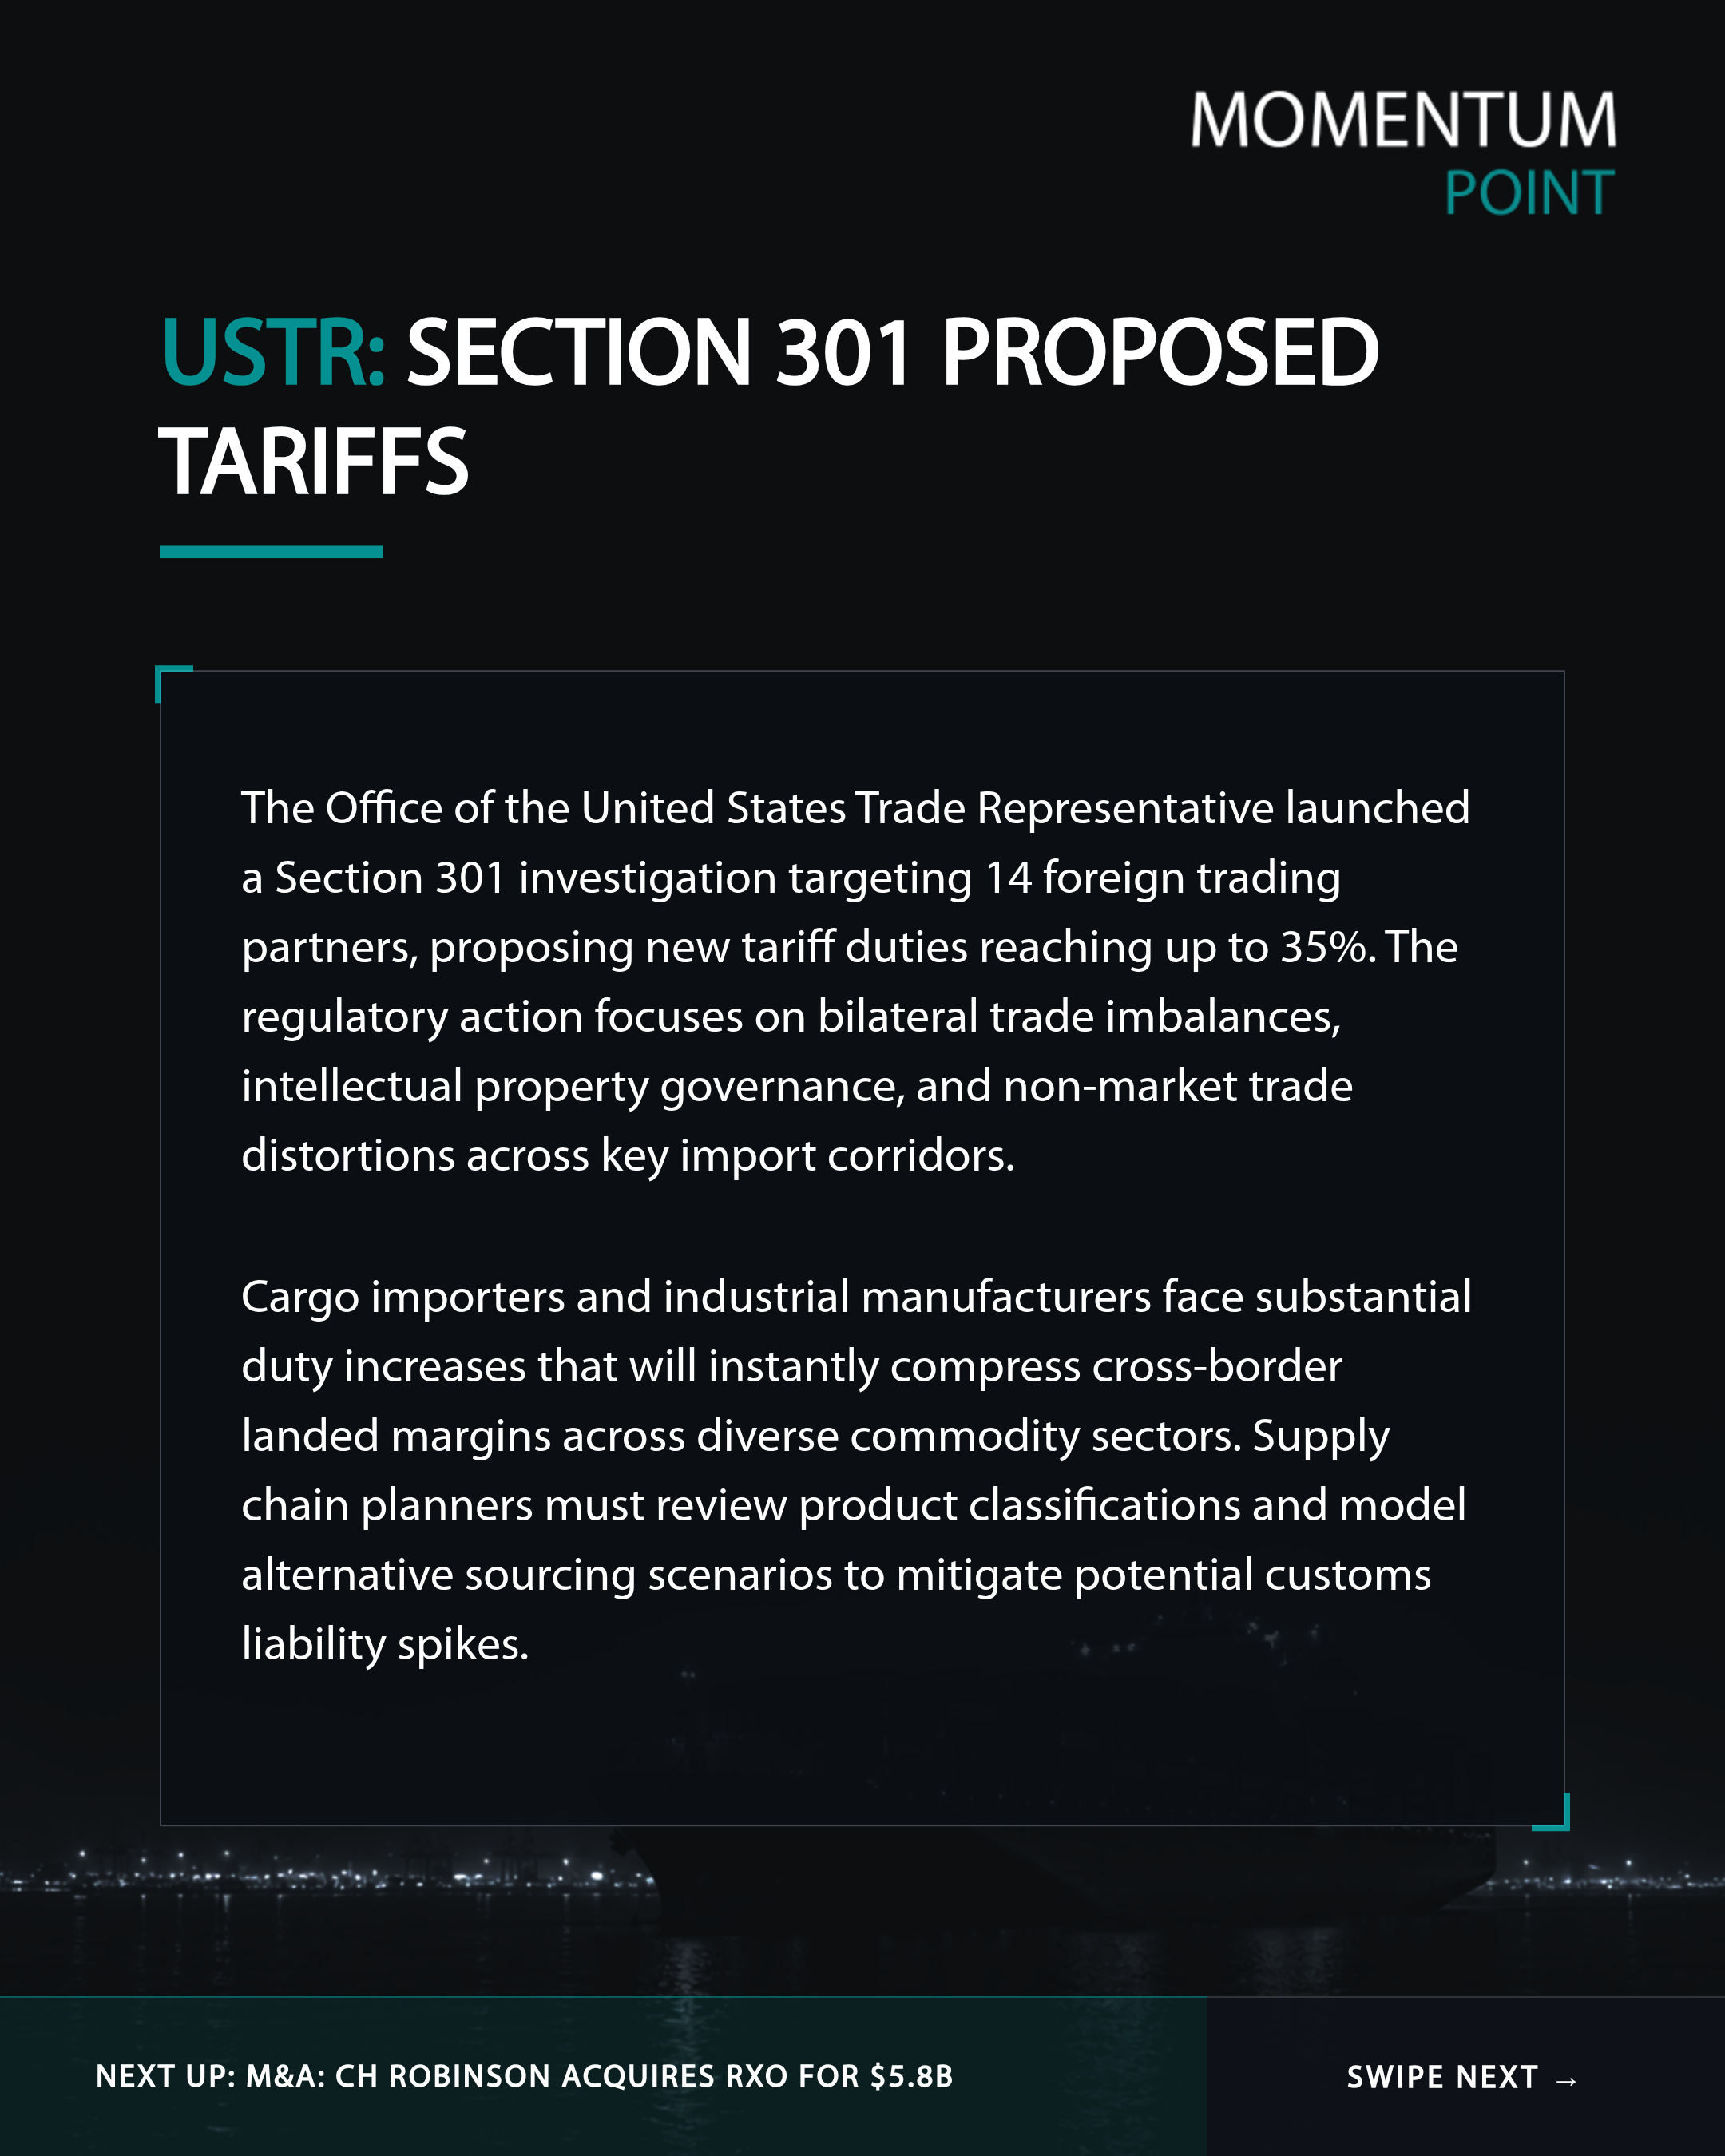 MOMENTUM
POINT
USTR: SECTION 301 PROPOSED
TARIFFS
The Office of the United States Trade Representative launched
a Section 301 investigation targeting 14 foreign trading
partners, proposing new tariff duties reaching up to 35%. The
regulatory action focuses on bilateral trade imbalances,
intellectual property governance, and non-market trade
distortions across key import corridors.
Cargo importers and industrial manufacturers face substantial
duty increases that will instantly compress cross-border
landed margins across diverse commodity sectors. Supply
chain planners must review product classifications and model
alternative sourcing scenarios to mitigate potential customs
liability spikes.
NEXT UP: M&A: CH ROBINSON ACQUIRES RXO FOR $5.8B
SWIPE NEXT →